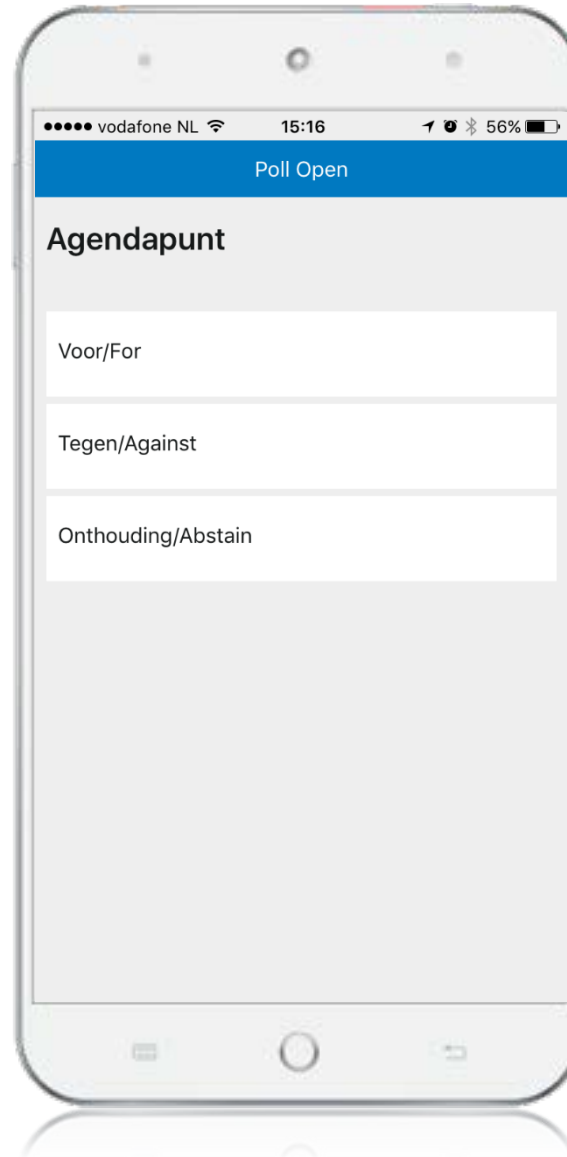 vodafone NL 15:16 56%
Poll Open
Agendapunt
Voor/For
Tegen/Against
Onthouding/Abstain